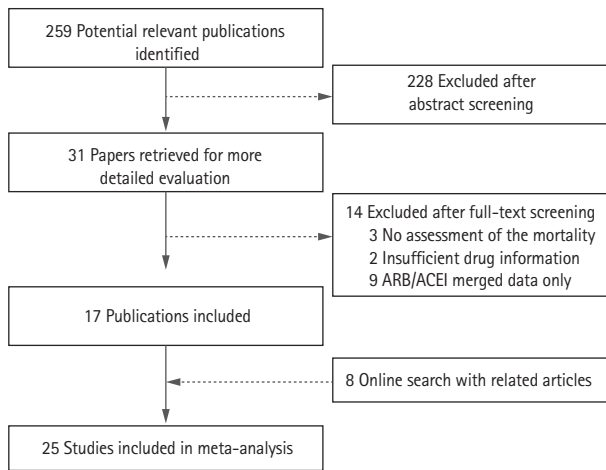 259 Potential relevant publications
identified
228 Excluded after
abstract screening
31 Papers retrieved for more
detailed evaluation
14 Excluded after full-text screening
3 No assessment of the mortality
2 Insufficient drug information
9 ARB/ACEI merged data only
17 Publications included
8 Online search with related articles
25 Studies included in meta-analysis